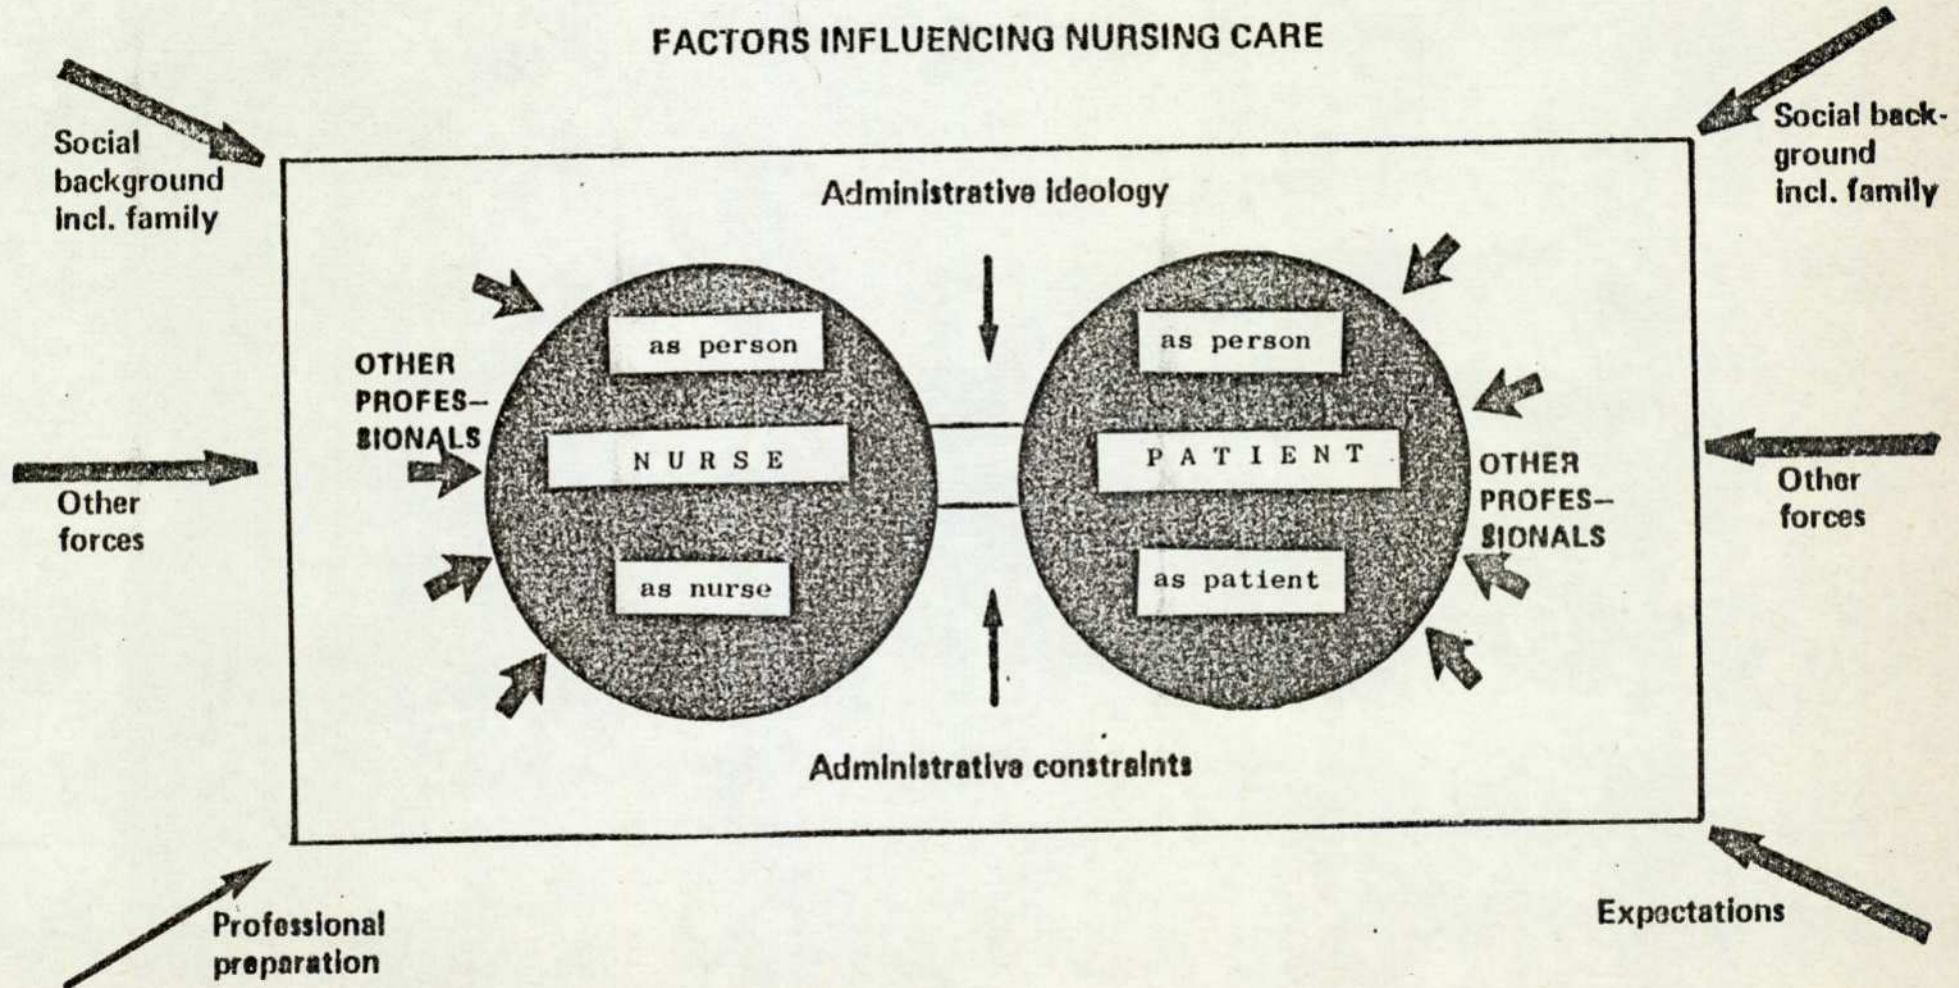 FACTORS INFLUENCING NURSING CARE
Social
background
incl. family
Social back-
ground
incl. family
Administrative ideology
as person
as person
OTHER
PROFES–
SIONALS
NURSE
PATIENT
OTHER
PROFES–
SIONALS
Other
forces
Other
forces
as nurse
as patient
Administrative constraints
Professional
preparation
Expectations